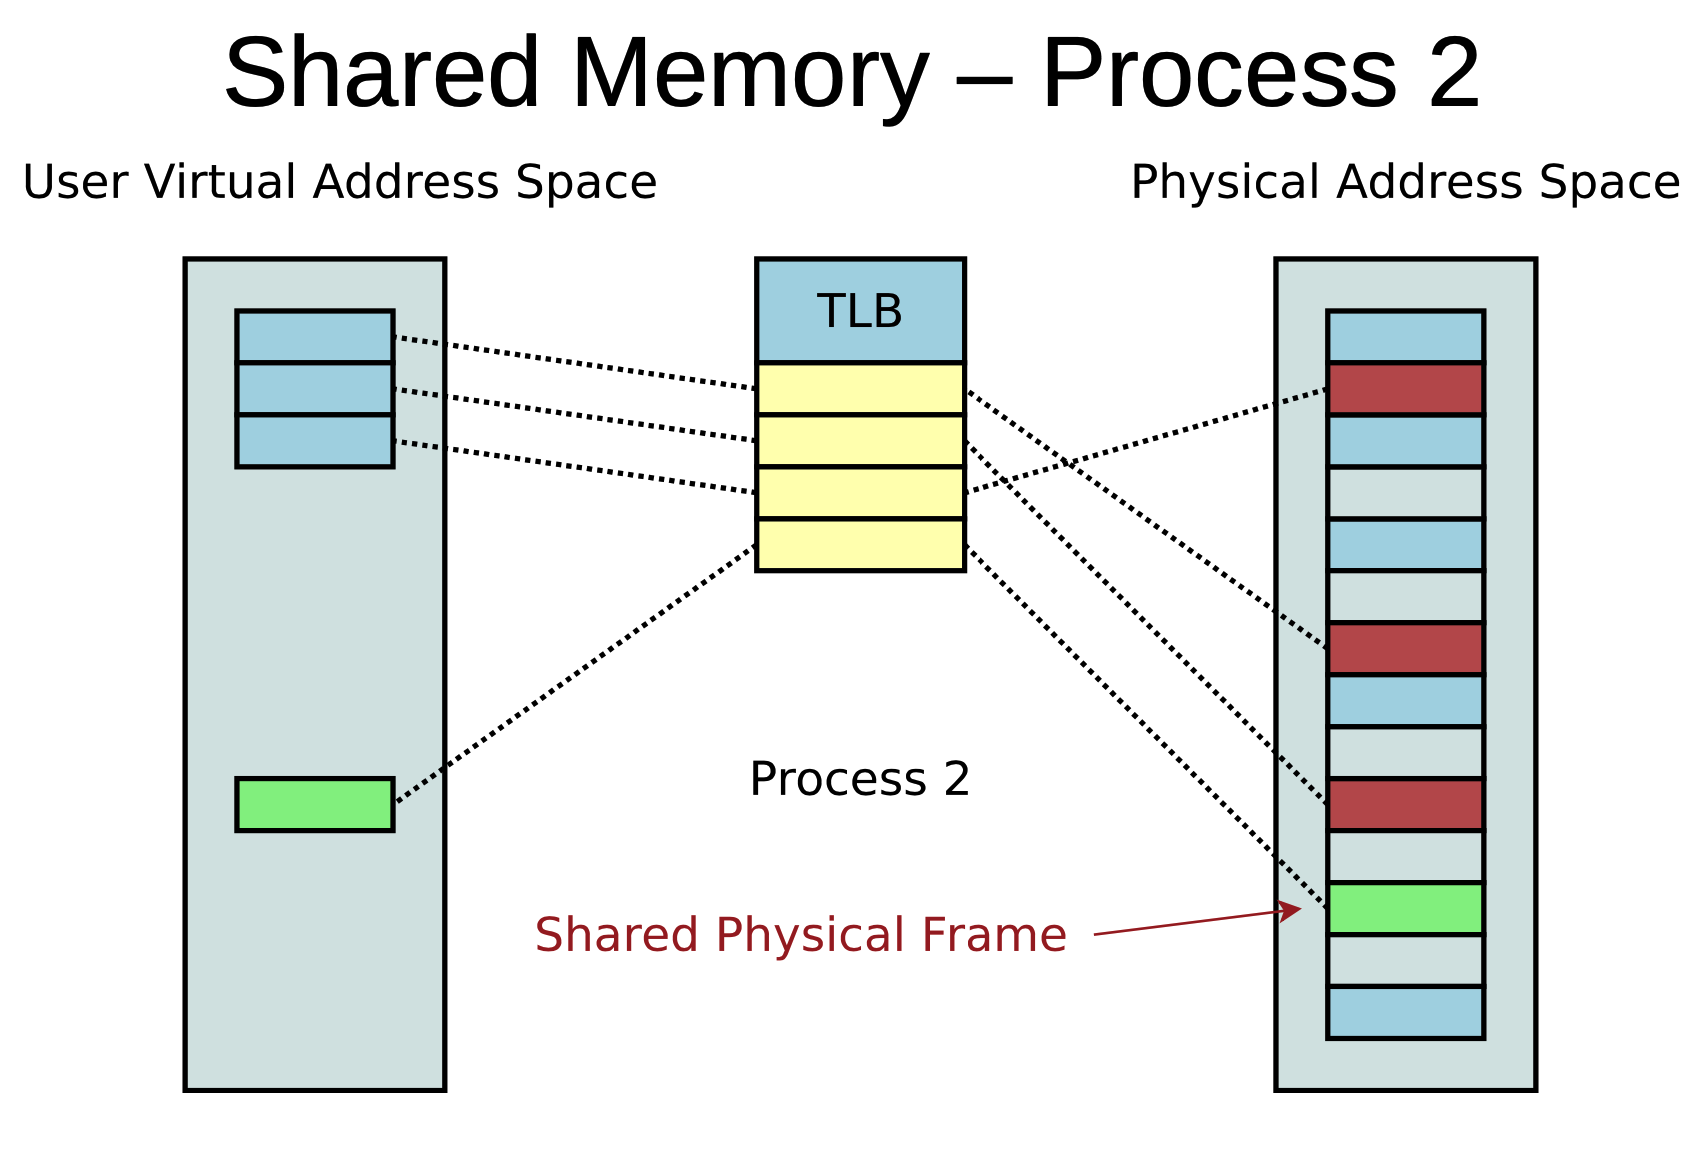 Shared Memory – Process 2
User Virtual Address Space
Physical Address Space
TLB
Process 2
Shared Physical Frame